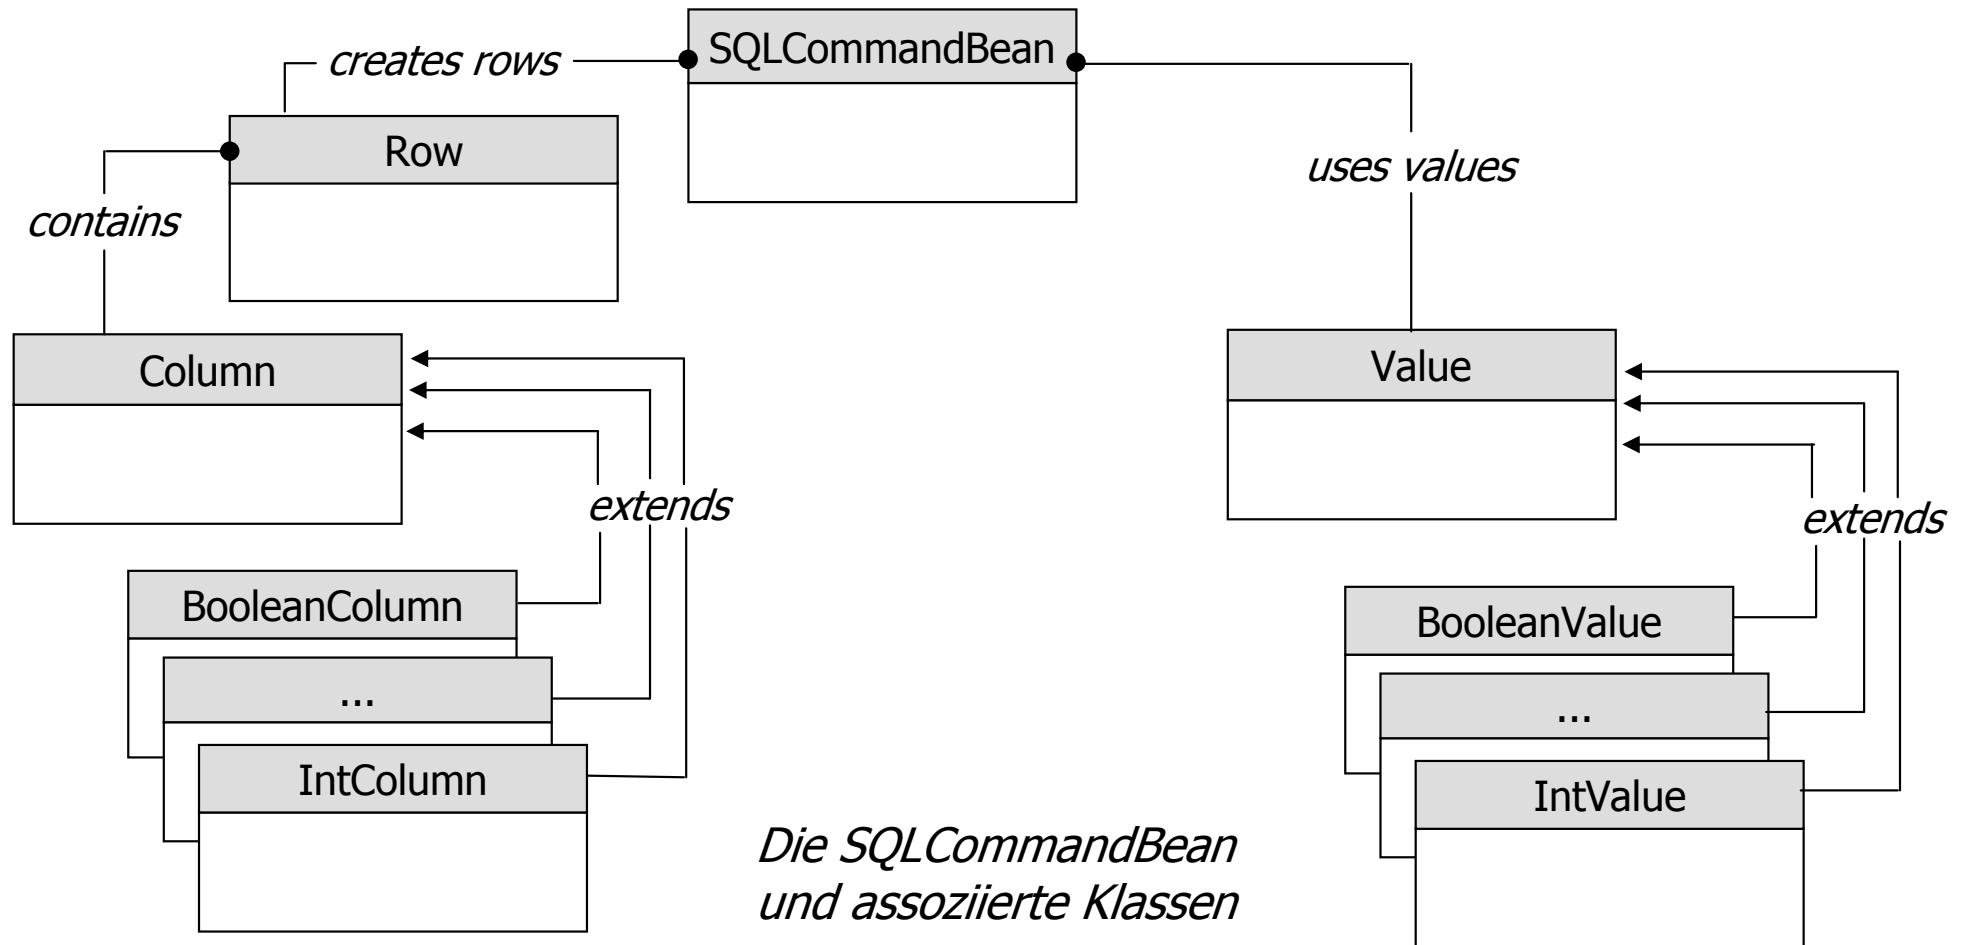 SQLCommandBean
creates rows
Row
uses values
contains
Column
Value
extends
extends
BooleanColumn
BooleanValue
...
...
IntColumn
IntValue
Die SQLCommandBean
und assoziierte Klassen